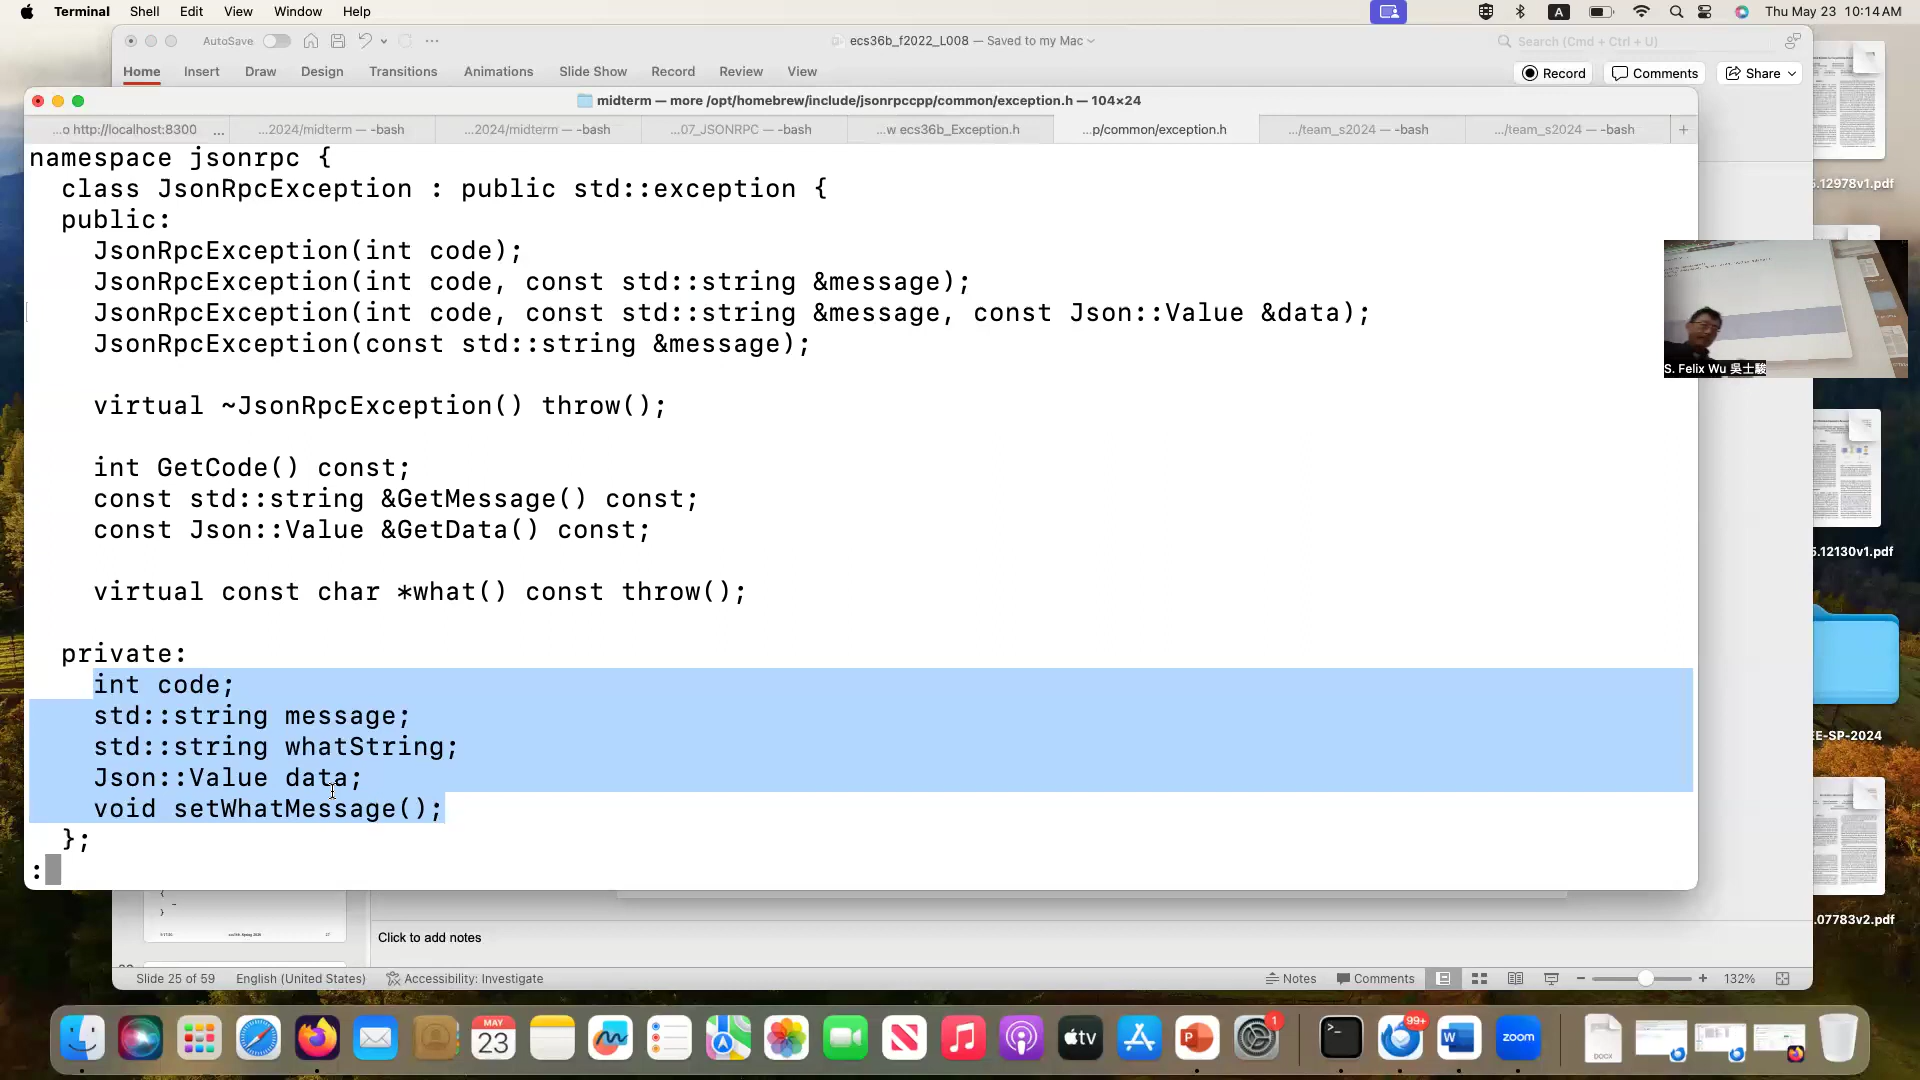 Terminal Shell Edit View Window Help
A
Thu May 23 10:14 AM
AutoSave
ecs36b_f2022_L008 — Saved to my Mac
Search (Cmd + Ctrl + U)
Home Insert Draw Design Transitions Animations Slide Show Record Review View
Record Comments Share
midterm — more /opt/homebrew/include/jsonrpccpp/common/exception.h — 104×24
...o http://localhost:8300 ... ...2024/midterm — -bash ...2024/midterm — -bash ...07_JSONRPC — -bash ...w ecs36b_Exception.h ...p/common/exception.h .../team_s2024 — -bash .../team_s2024 — -bash +
namespace jsonrpc {
class JsonRpcException : public std::exception {
public:
JsonRpcException(int code);
JsonRpcException(int code, const std::string &message);
JsonRpcException(int code, const std::string &message, const Json::Value &data);
JsonRpcException(const std::string &message);
virtual ~JsonRpcException() throw();
int GetCode() const;
const std::string &GetMessage() const;
const Json::Value &GetData() const;
virtual const char *what() const throw();
private:
int code;
std::string message;
std::string whatString;
Json::Value data;
void setWhatMessage();
};
:
S. Felix Wu 吳士駿
5.12978v1.pdf
5.12130v1.pdf
EE-SP-2024
.07783v2.pdf
{
}
Click to add notes
Slide 25 of 59 English (United States) Accessibility: Investigate
Notes Comments 132%
MAY
23
tv
1
99+
zoom
DOCX